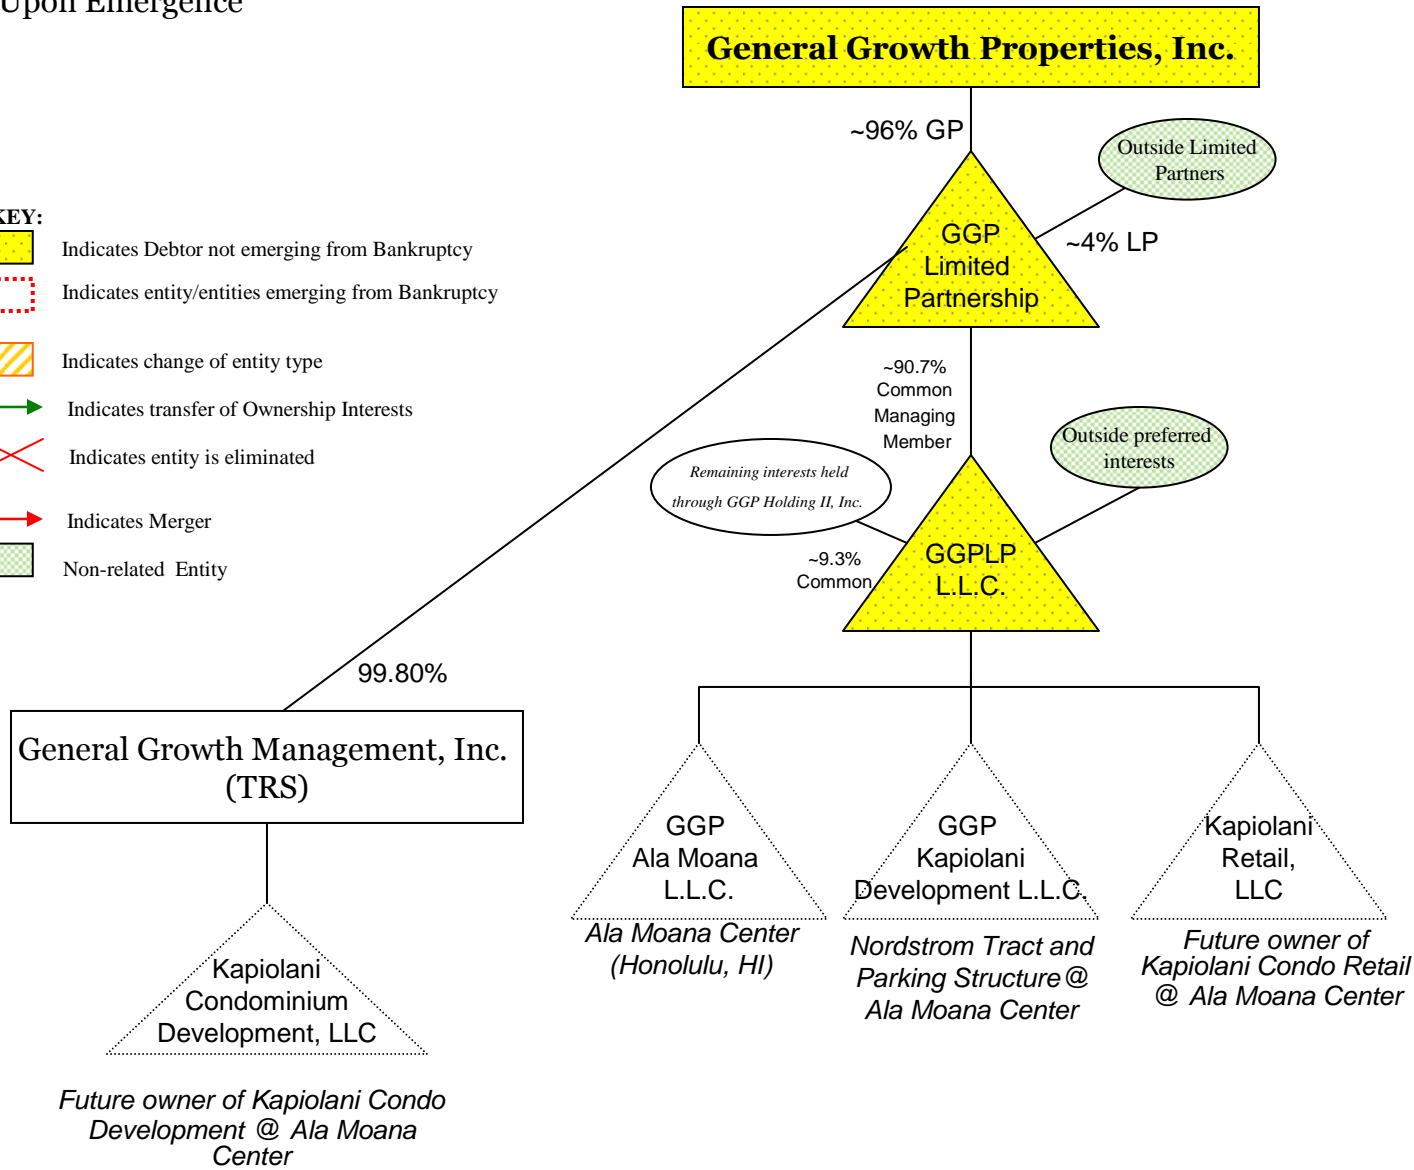 Upon Emergence
General Growth Properties, Inc.
~96% GP
Outside Limited
Partners
~4% LP
GGP
Limited
Partnership
KEY:
Indicates Debtor not emerging from Bankruptcy
Indicates entity/entities emerging from Bankruptcy
Indicates change of entity type
Indicates transfer of Ownership Interests
Indicates entity is eliminated
Indicates Merger
Non-related Entity
~90.7%
Common
Managing
Member
Outside preferred
interests
Remaining interests held
through GGP Holding II, Inc.
~9.3%
Common
GGPLP
L.L.C.
99.80%
General Growth Management, Inc.
(TRS)
Kapiolani
Condominium
Development, LLC
Future owner of Kapiolani Condo
Development @ Ala Moana
Center
GGP
Ala Moana
L.L.C.
Ala Moana Center
(Honolulu, HI)
GGP
Kapiolani
Development L.L.C.
Nordstrom Tract and
Parking Structure @
Ala Moana Center
Kapiolani
Retail,
LLC
Future owner of
Kapiolani Condo Retail
@ Ala Moana Center